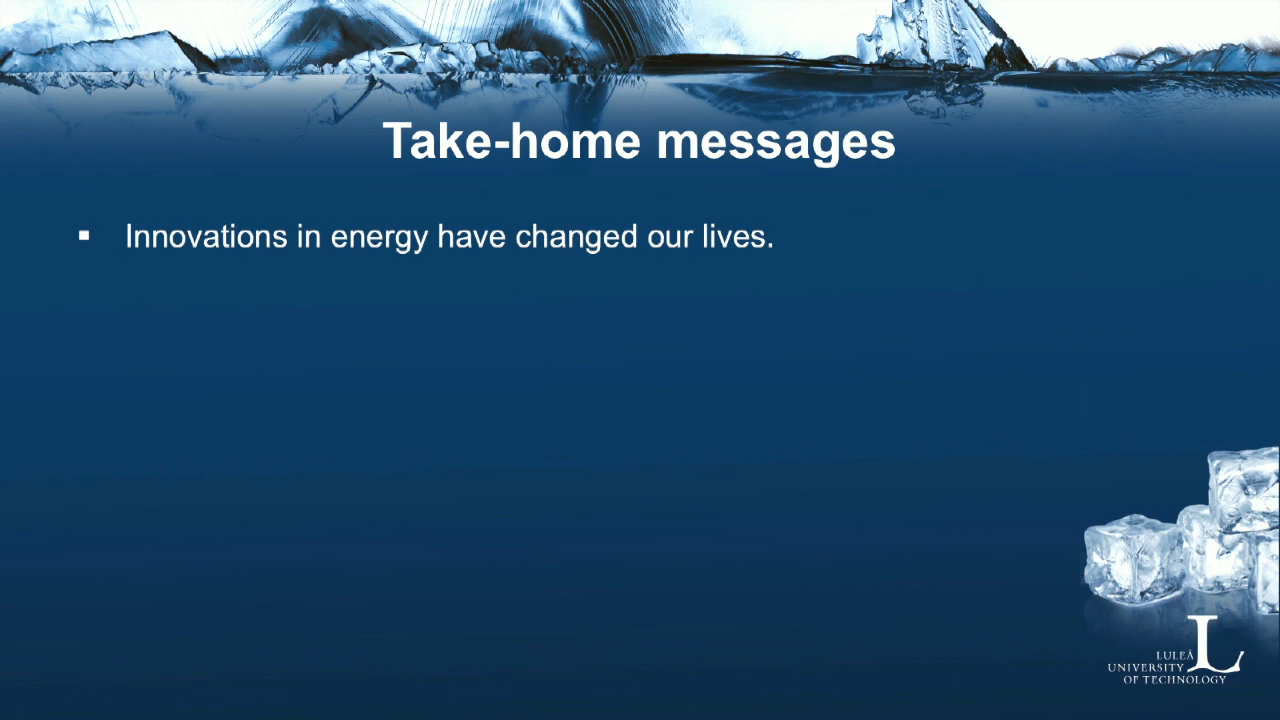 Take-home messages
▪ Innovations in energy have changed our lives.
LULEÅ
UNIVERSITY
OF TECHNOLOGY
L